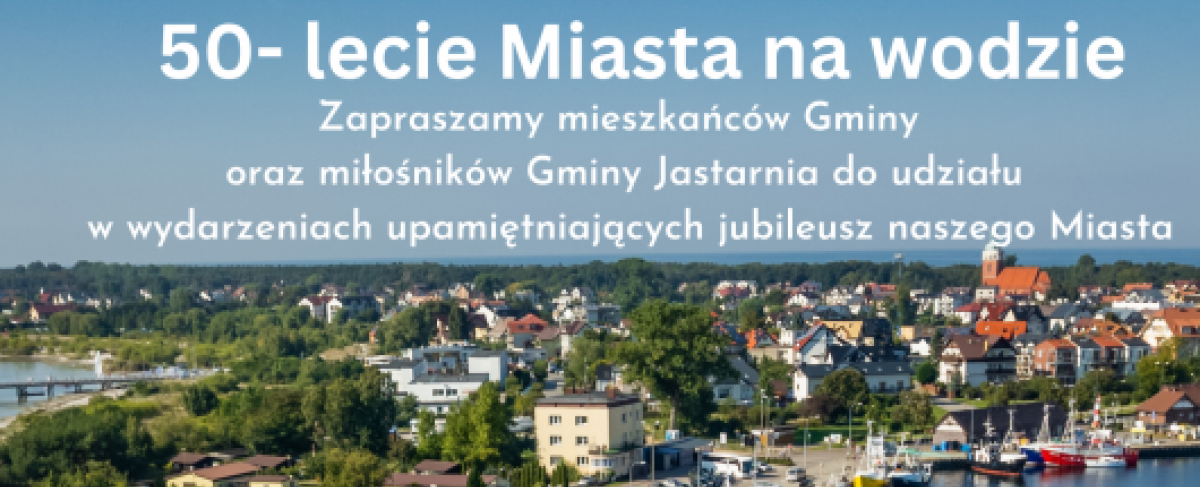 50- lecie Miasta na wodzie
Zapraszamy mieszkańców Gminy
oraz miłośników Gminy Jastarnia do udziału
w wydarzeniach upamiętniających jubileusz naszego Miasta